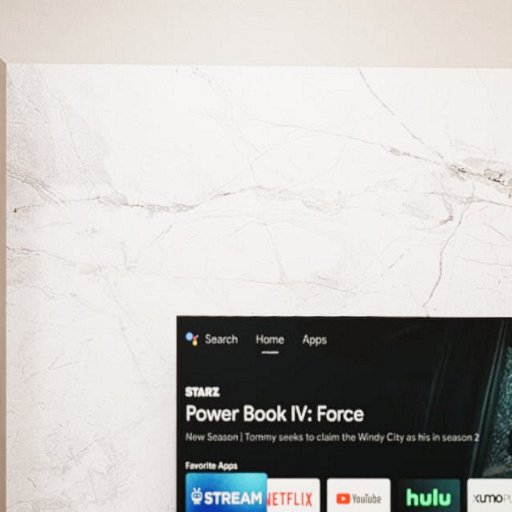 Search Home Apps
STARZ
Power Book IV: Force
New Season | Tommy seeks to claim the Windy City as his in season 2
Favorite Apps
STREAM NETFLIX YouTube hulu XUMO